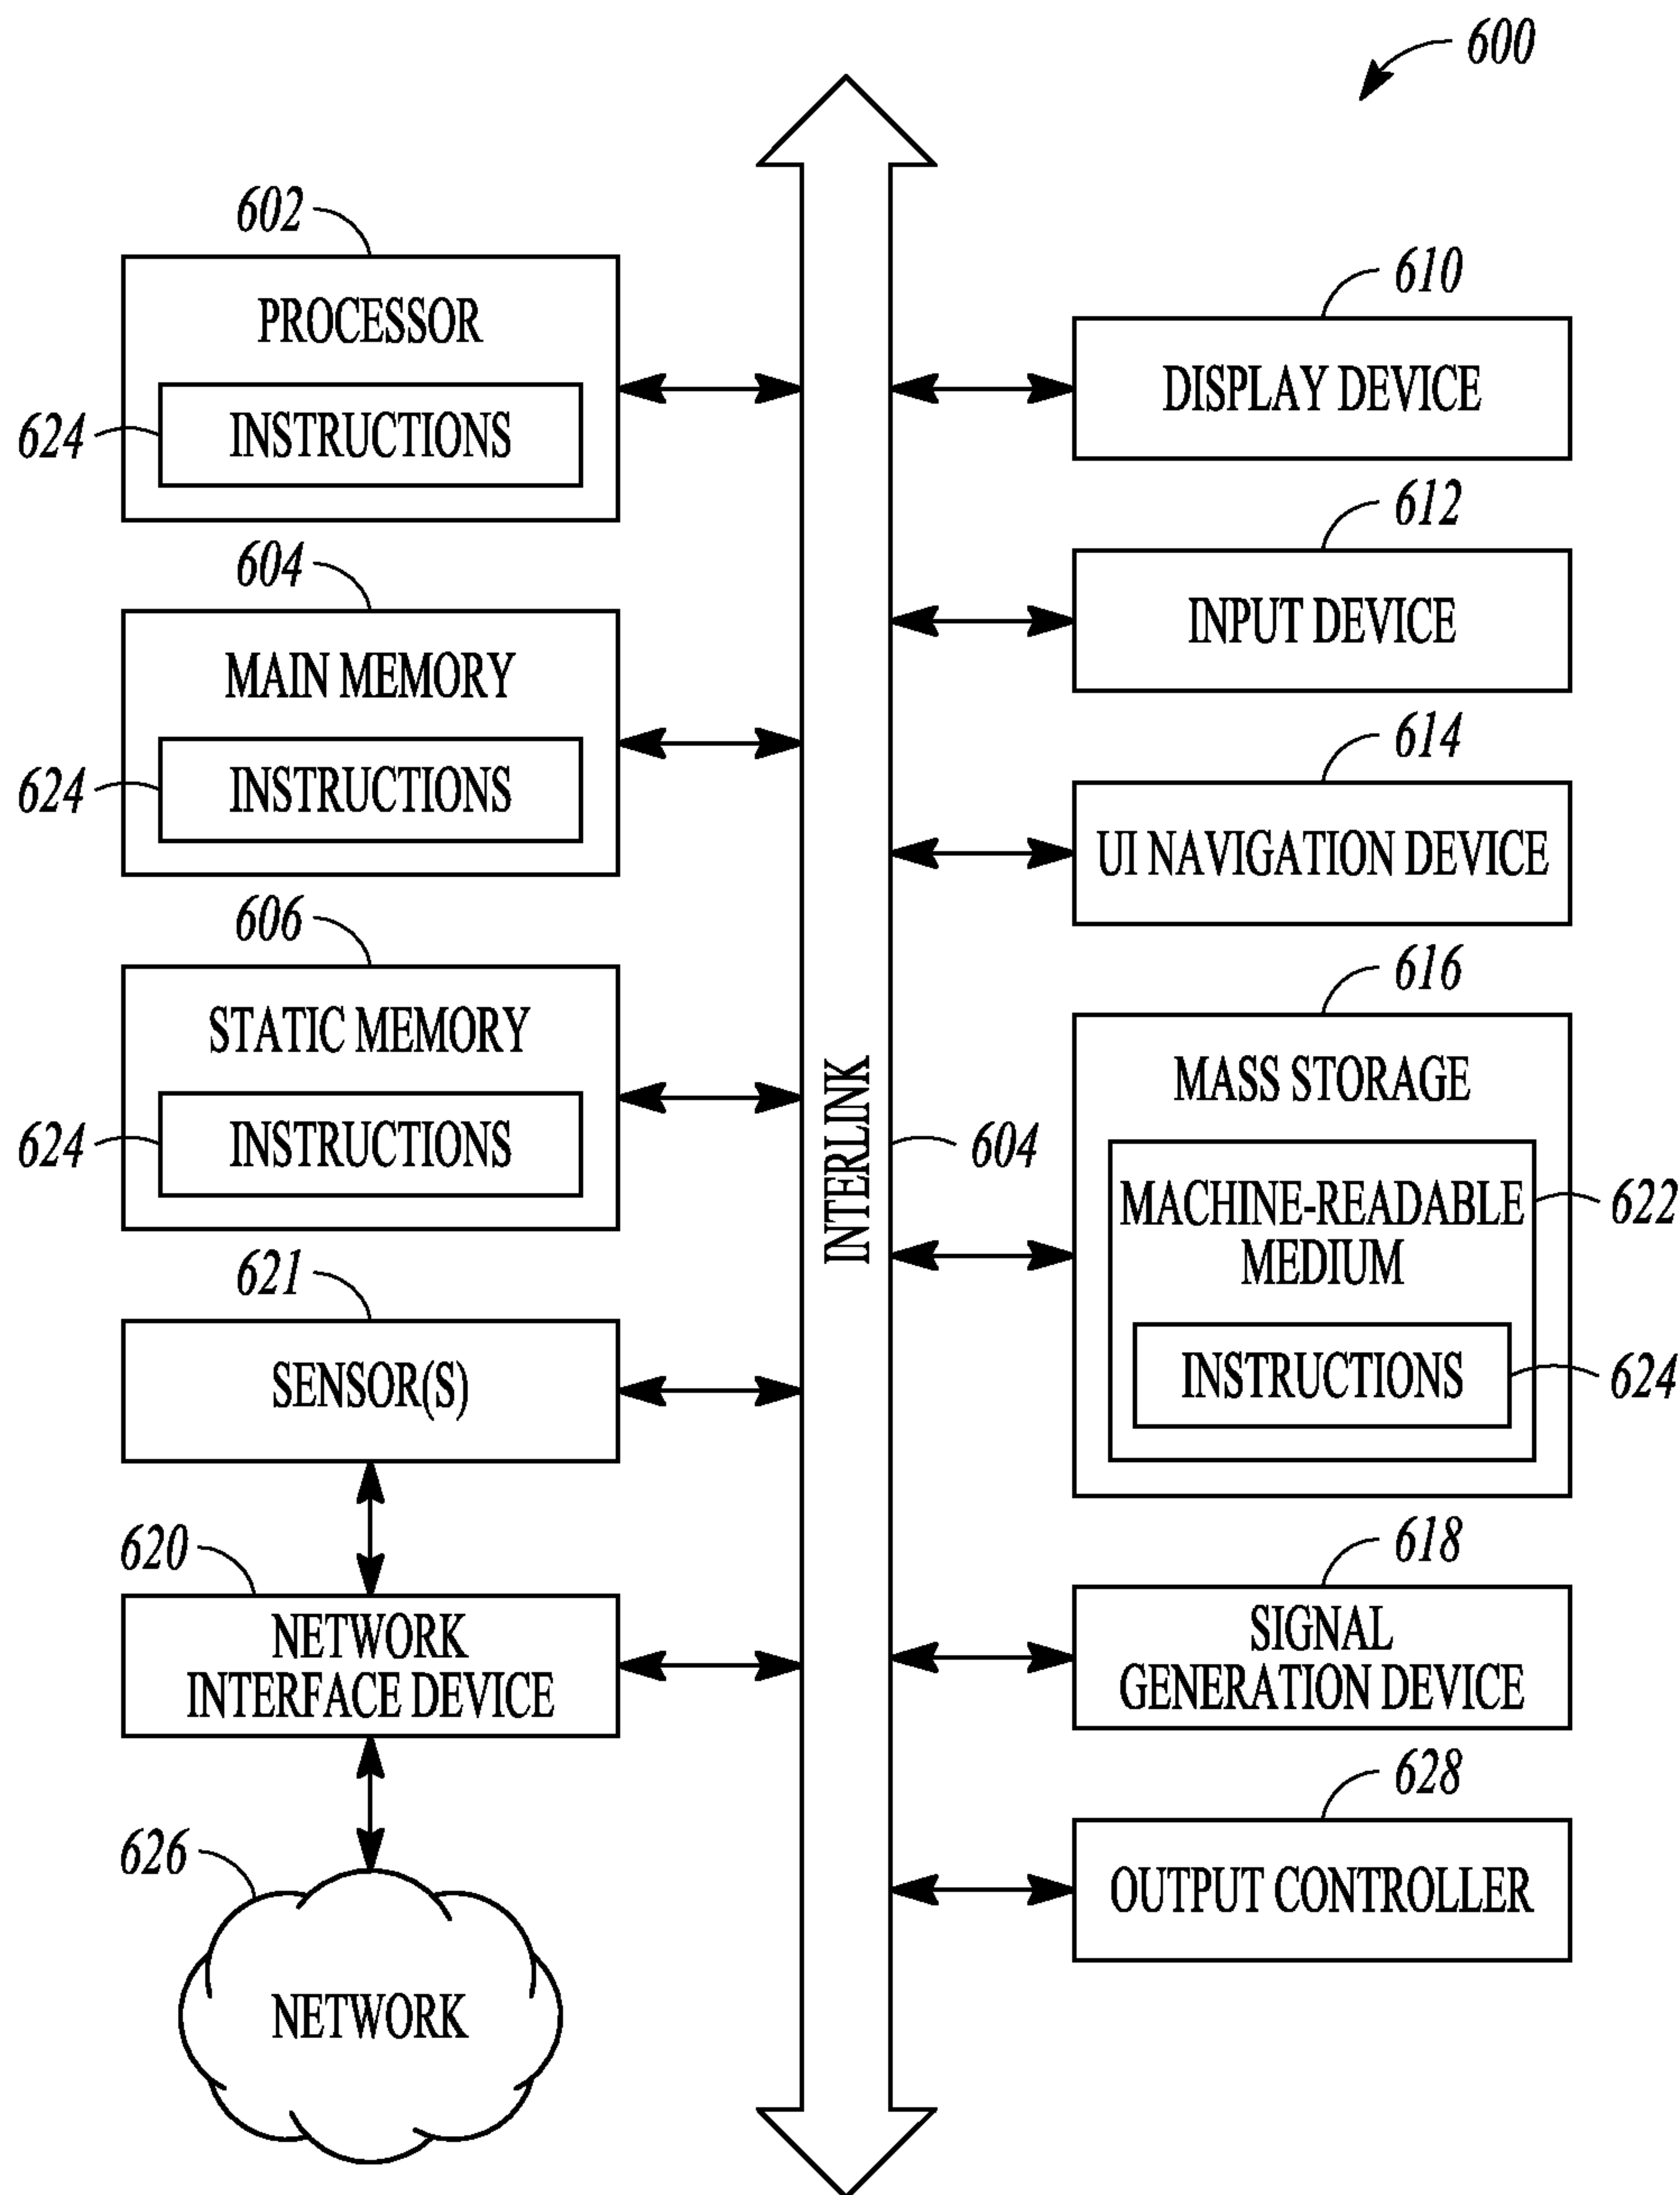 600
602
PROCESSOR
624
INSTRUCTIONS
604
MAIN MEMORY
624
INSTRUCTIONS
606
STATIC MEMORY
624
INSTRUCTIONS
621
SENSOR(S)
620
NETWORK
INTERFACE DEVICE
626
NETWORK
INTERLINK
604
610
DISPLAY DEVICE
612
INPUT DEVICE
614
UI NAVIGATION DEVICE
616
MASS STORAGE
MACHINE-READABLE
MEDIUM
622
INSTRUCTIONS
624
618
SIGNAL
GENERATION DEVICE
628
OUTPUT CONTROLLER